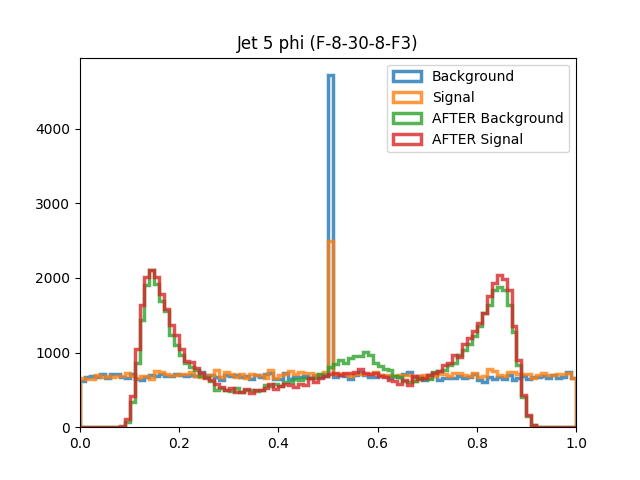 Jet 5 phi (F-8-30-8-F3)
Background
Signal
AFTER Background
AFTER Signal
4000
3000
2000
1000
0
0.0 0.2 0.4 0.6 0.8 1.0